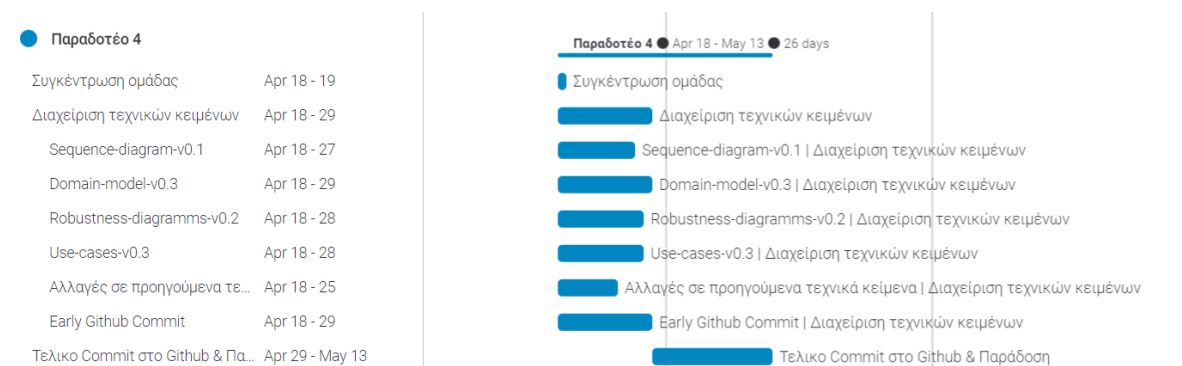 Παραδοτέο 4
Παραδοτέο 4 ● Apr 18 - May 13 ● 26 days
Συγκέντρωση ομάδας Apr 18 - 19 Συγκέντρωση ομάδας
Διαχείριση τεχνικών κειμένων Apr 18 - 29 Διαχείριση τεχνικών κειμένων
Sequence-diagram-v0.1 Apr 18 - 27 Sequence-diagram-v0.1 | Διαχείριση τεχνικών κειμένων
Domain-model-v0.3 Apr 18 - 29 Domain-model-v0.3 | Διαχείριση τεχνικών κειμένων
Robustness-diagramms-v0.2 Apr 18 - 28 Robustness-diagramms-v0.2 | Διαχείριση τεχνικών κειμένων
Use-cases-v0.3 Apr 18 - 28 Use-cases-v0.3 | Διαχείριση τεχνικών κειμένων
Αλλαγές σε προηγούμενα τε... Apr 18 - 25 Αλλαγές σε προηγούμενα τεχνικά κείμενα | Διαχείριση τεχνικών κειμένων
Early Github Commit Apr 18 - 29 Early Github Commit | Διαχείριση τεχνικών κειμένων
Τελικο Commit στο Github & Πα... Apr 29 - May 13 Τελικο Commit στο Github & Παράδοση